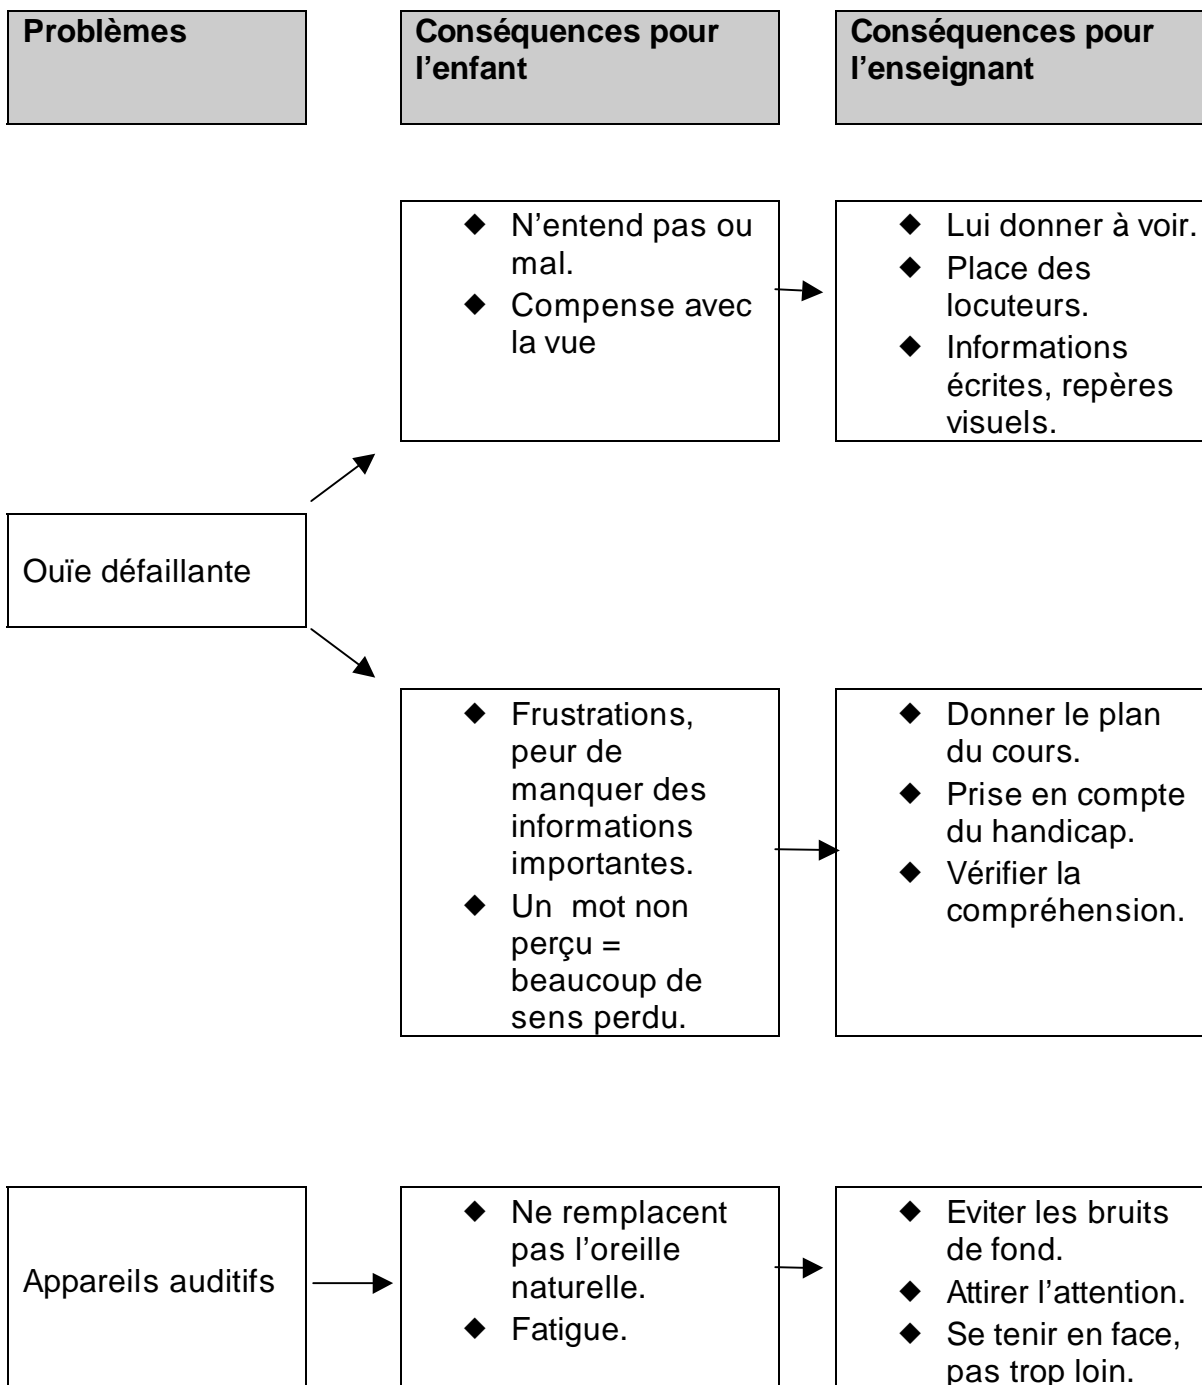 Problèmes
Conséquences pour
l’enfant
Conséquences pour
l’enseignant
◆ N’entend pas ou
mal.
◆ Compense avec
la vue
◆ Lui donner à voir.
◆ Place des
locuteurs.
◆ Informations
écrites, repères
visuels.
Ouïe défaillante
◆ Frustrations,
peur de
manquer des
informations
importantes.
◆ Un mot non
perçu =
beaucoup de
sens perdu.
◆ Donner le plan
du cours.
◆ Prise en compte
du handicap.
◆ Vérifier la
compréhension.
Appareils auditifs
◆ Ne remplacent
pas l’oreille
naturelle.
◆ Fatigue.
◆ Eviter les bruits
de fond.
◆ Attirer l’attention.
◆ Se tenir en face,
pas trop loin.